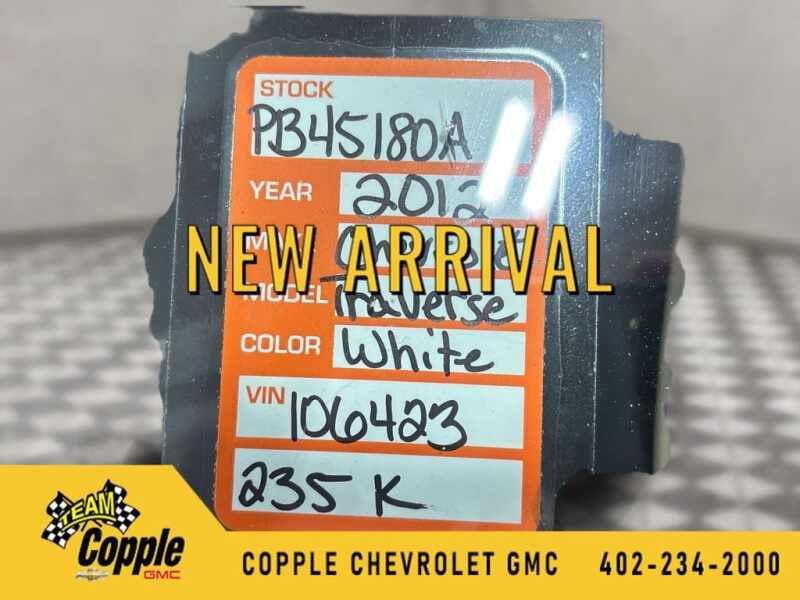 STOCK
PB45180A
YEAR 2012
NEW ARRIVAL
MODEL Traverse
COLOR White
VIN 106423
235 K
TEAM
Copple
GMC
COPPLE CHEVROLET GMC 402-234-2000